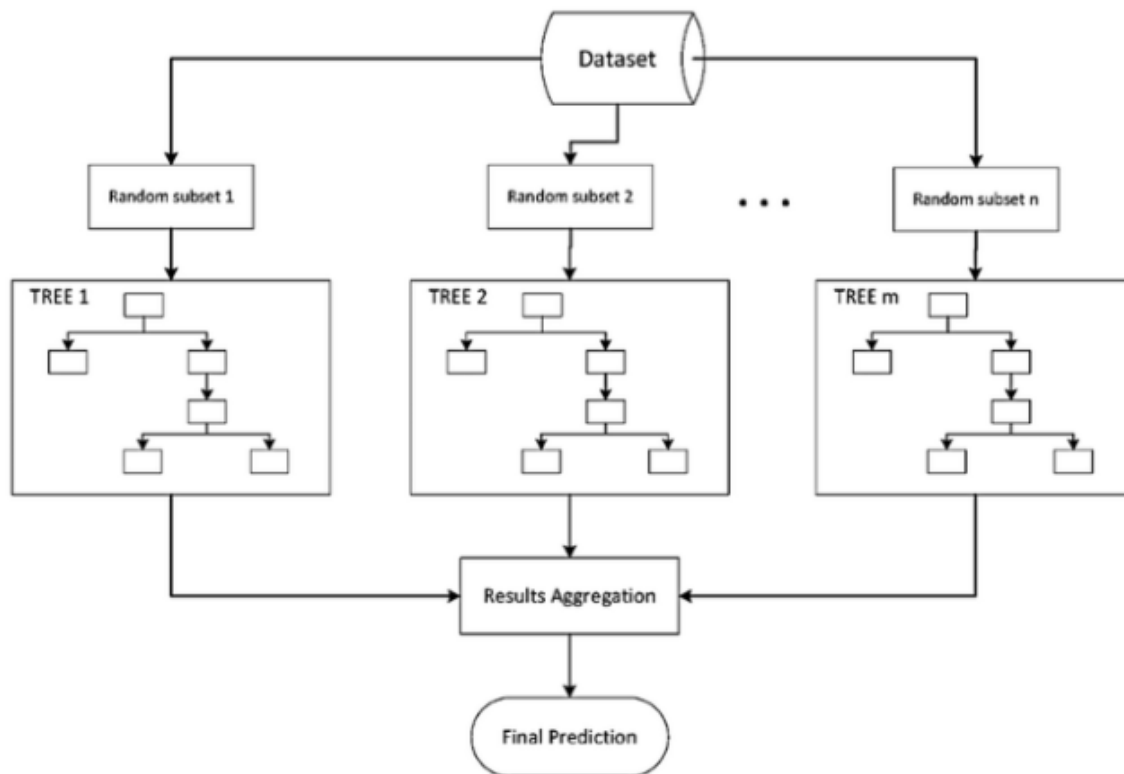 Dataset
Random subset 1
Random subset 2
. . .
Random subset n
TREE 1
TREE 2
TREE m
Results Aggregation
Final Prediction